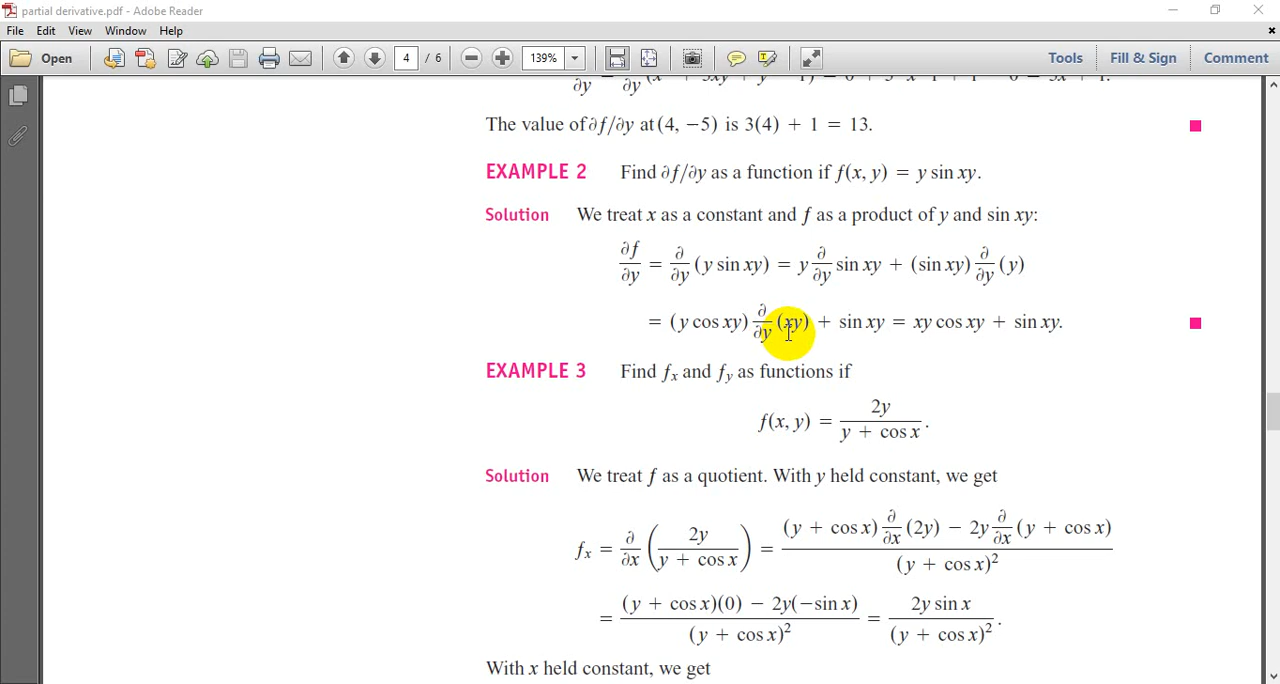 partial derivative.pdf - Adobe Reader
File Edit View Window Help
Open 4 / 6 139% Tools Fill & Sign Comment
∂y ∂y
The value of ∂f/∂y at (4, −5) is 3(4) + 1 = 13.
EXAMPLE 2 Find ∂f/∂y as a function if f(x, y) = y sin xy.
Solution We treat x as a constant and f as a product of y and sin xy:
∂f/∂y = ∂/∂y (y sin xy) = y ∂/∂y sin xy + (sin xy) ∂/∂y (y)
= (y cos xy) ∂/∂y (xy) + sin xy = xy cos xy + sin xy.
EXAMPLE 3 Find fx and fy as functions if
f(x, y) = 2y / y + cos x .
Solution We treat f as a quotient. With y held constant, we get
fx = ∂/∂x (2y / y + cos x) = (y + cos x) ∂/∂x (2y) − 2y ∂/∂x (y + cos x) / (y + cos x)²
= (y + cos x)(0) − 2y(−sin x) / (y + cos x)² = 2y sin x / (y + cos x)² .
With x held constant, we get